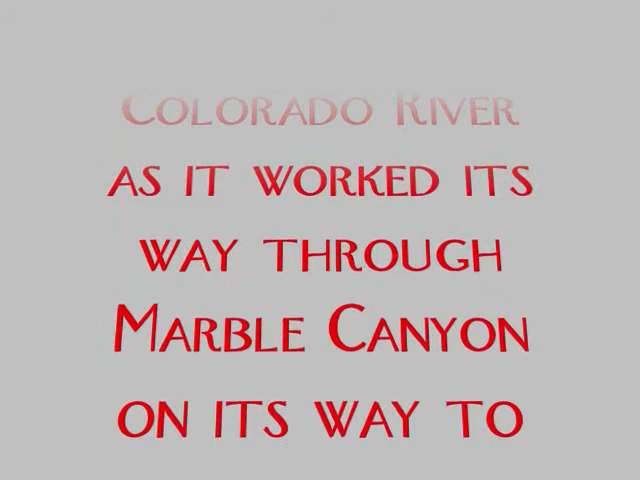 Colorado River
as it worked its
way through
Marble Canyon
on its way to